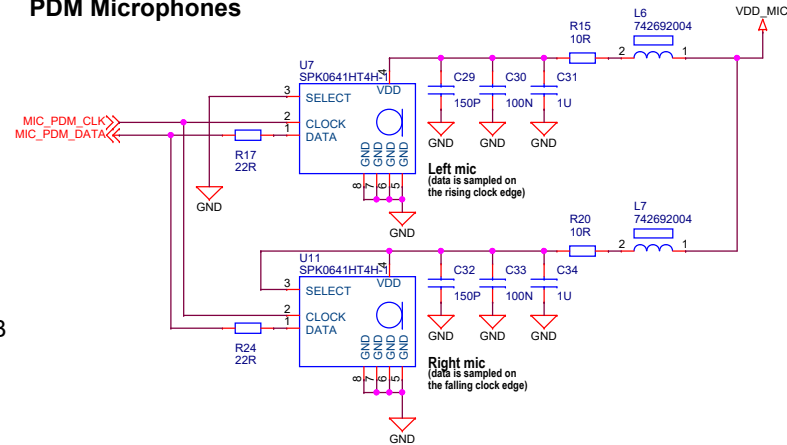 PDM Microphones
VDD_MIC
R15
10R
L6
742692004
2
1
U7
SPK0641HT4H-1
4
VDD
3
SELECT
2
CLOCK
1
DATA
GND
GND
GND
GND
8
7
6
5
GND
C29
150P
GND
C30
100N
GND
C31
1U
GND
MIC_PDM_CLK
MIC_PDM_DATA
R17
22R
GND
Left mic
(data is sampled on
the rising clock edge)
R20
10R
L7
742692004
2
1
U11
SPK0641HT4H-1
4
VDD
3
SELECT
2
CLOCK
1
DATA
GND
GND
GND
GND
8
7
6
5
GND
C32
150P
GND
C33
100N
GND
C34
1U
GND
3
R24
22R
Right mic
(data is sampled on
the falling clock edge)